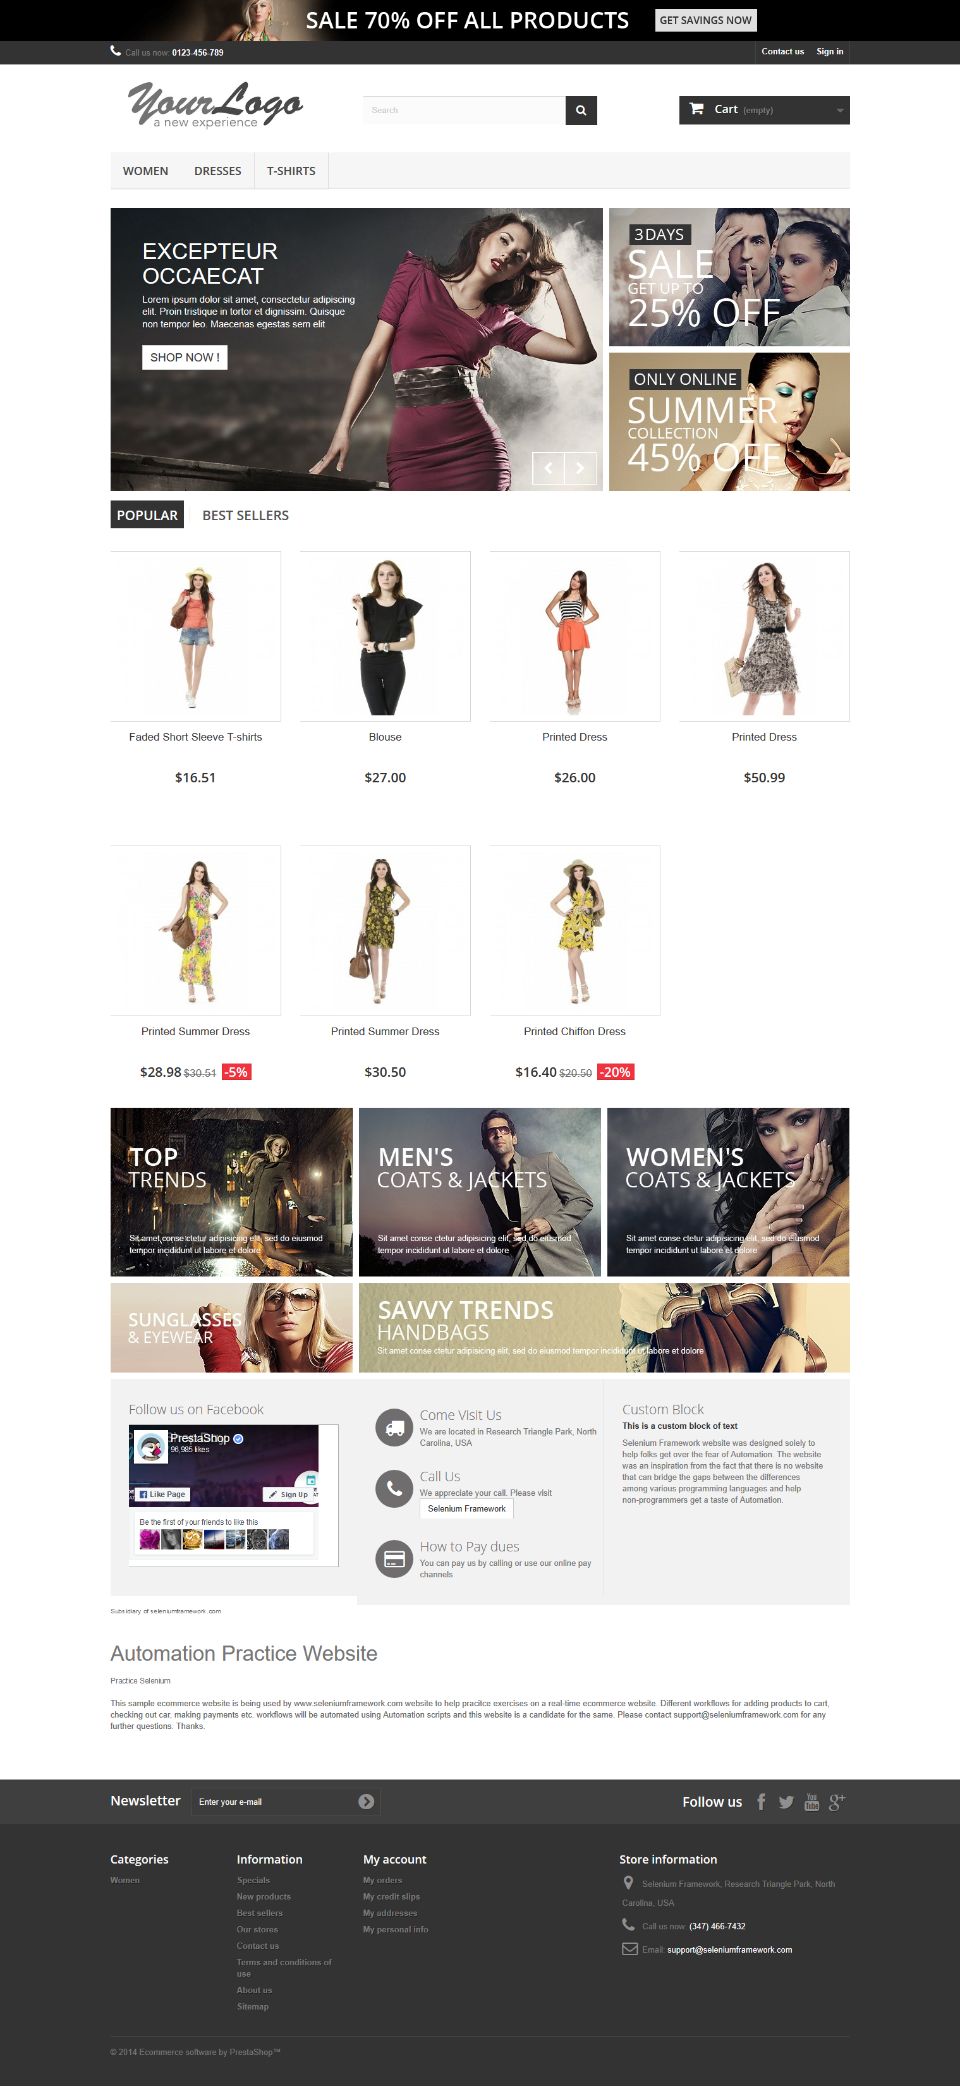 SALE 70% OFF ALL PRODUCTS GET SAVINGS NOW
Call us now: 0123-456-789 Contact us Sign in
YourLogo
a new experience
Search
Cart (empty)
WOMEN DRESSES T-SHIRTS
EXCEPTEUR
OCCAECAT
Lorem ipsum dolor sit amet, consectetur adipiscing
elit. Proin tristique in tortor et dignissim. Quisque
non tempor leo. Maecenas egestas sem elit
SHOP NOW !
3 DAYS
SALE
GET UP TO
25% OFF
ONLY ONLINE
SUMMER
COLLECTION
45% OFF
POPULAR BEST SELLERS
Faded Short Sleeve T-shirts Blouse Printed Dress Printed Dress
$16.51 $27.00 $26.00 $50.99
Printed Summer Dress Printed Summer Dress Printed Chiffon Dress
$28.98 $30.51 -5% $30.50 $16.40 $20.50 -20%
TOP
TRENDS
Sit amet conse ctetur adipisicing elit, sed do eiusmod
tempor incididunt ut labore et dolore
MEN'S
COATS & JACKETS
Sit amet conse ctetur adipisicing elit, sed do eiusmod
tempor incididunt ut labore et dolore
WOMEN'S
COATS & JACKETS
Sit amet conse ctetur adipisicing elit, sed do eiusmod
tempor incididunt ut labore et dolore
SUNGLASSES
& EYEWEAR
SAVVY TRENDS
HANDBAGS
Sit amet conse ctetur adipisicing elit, sed do eiusmod tempor incididunt ut labore et dolore
Follow us on Facebook
PrestaShop
96,985 likes
Like Page Sign Up
Be the first of your friends to like this
Come Visit Us
We are located in Research Triangle Park, North
Carolina, USA
Call Us
We appreciate your call. Please visit
Selenium Framework
How to Pay dues
You can pay us by calling or use our online pay
channels
Custom Block
This is a custom block of text
Selenium Framework website was designed solely to
help folks get over the fear of Automation. The website
was an inspiration from the fact that there is no website
that can bridge the gaps between the differences
among various programming languages and help
non-programmers get a taste of Automation.
Subsidiary of seleniumframework.com
Automation Practice Website
Practice Selenium
This sample ecommerce website is being used by www.seleniumframework.com website to help pracitce exercises on a real-time ecommerce website. Different workflows for adding products to cart,
checking out car, making payments etc. workflows will be automated using Automation scripts and this website is a candidate for the same. Please contact support@seleniumframework.com for any
further questions. Thanks.
Newsletter Enter your e-mail Follow us
Categories
Women
Information
Specials
New products
Best sellers
Our stores
Contact us
Terms and conditions of
use
About us
Sitemap
My account
My orders
My credit slips
My addresses
My personal info
Store information
Selenium Framework, Research Triangle Park, North
Carolina, USA
Call us now: (347) 466-7432
Email: support@seleniumframework.com
© 2014 Ecommerce software by PrestaShop™